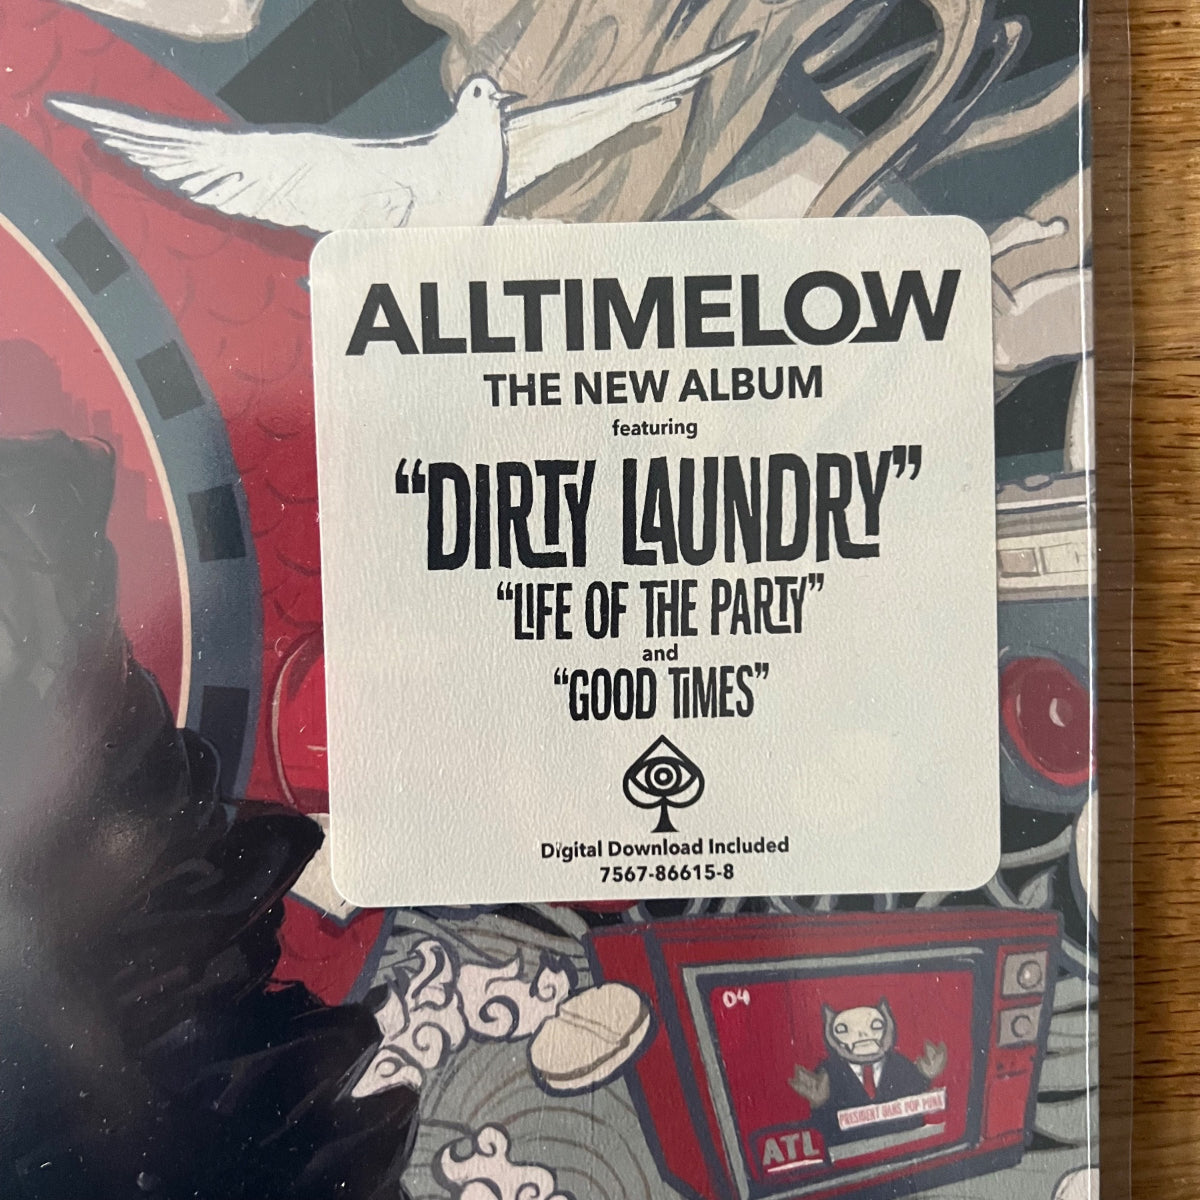 ALLTIMELOW
THE NEW ALBUM
featuring
“DIRTY LAUNDRY”
“LIFE OF THE PARTY”
and
“GOOD TIMES”
Digital Download Included
7567-86615-8
04
PRESIDENT BANS POP PUNK
ATL